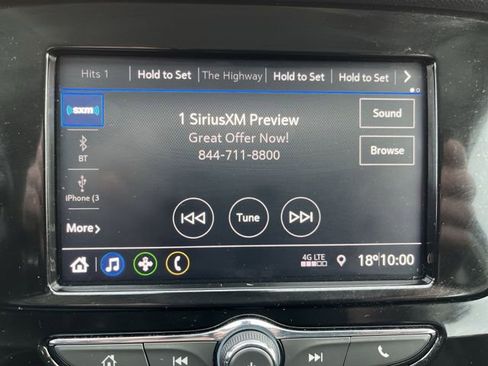 Hits 1 Hold to Set The Highway Hold to Set Hold to Set
sxm
1 SiriusXM Preview
Great Offer Now!
844-711-8800
Sound
BT
Browse
iPhone (3
Tune
More
4G LTE
18° 10:00